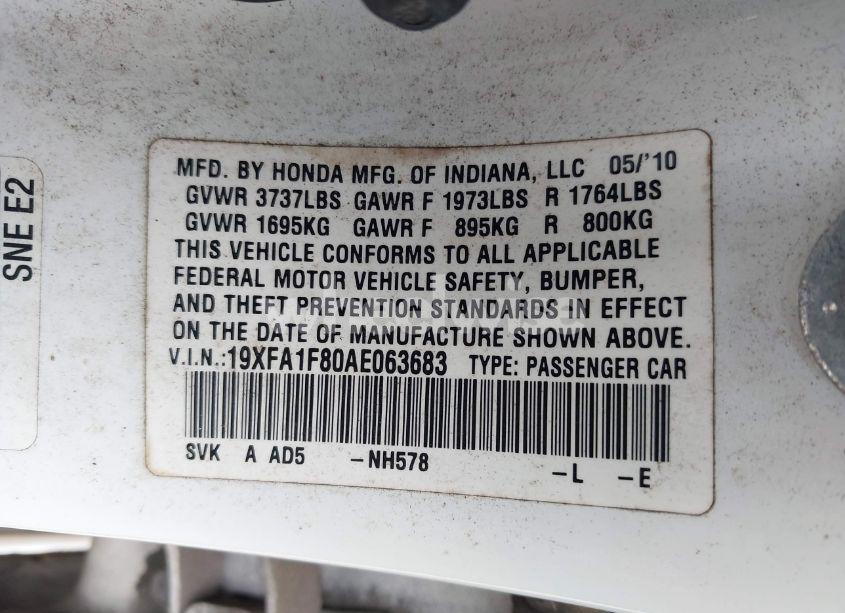 SNE E2
MFD. BY HONDA MFG. OF INDIANA, LLC 05/'10
GVWR 3737LBS GAWR F 1973LBS R 1764LBS
GVWR 1695KG GAWR F 895KG R 800KG
THIS VEHICLE CONFORMS TO ALL APPLICABLE
FEDERAL MOTOR VEHICLE SAFETY, BUMPER,
AND THEFT PREVENTION STANDARDS IN EFFECT
ON THE DATE OF MANUFACTURE SHOWN ABOVE.
V.I.N.:19XFA1F80AE063683 TYPE: PASSENGER CAR
SVK A AD5 -NH578 -L -E